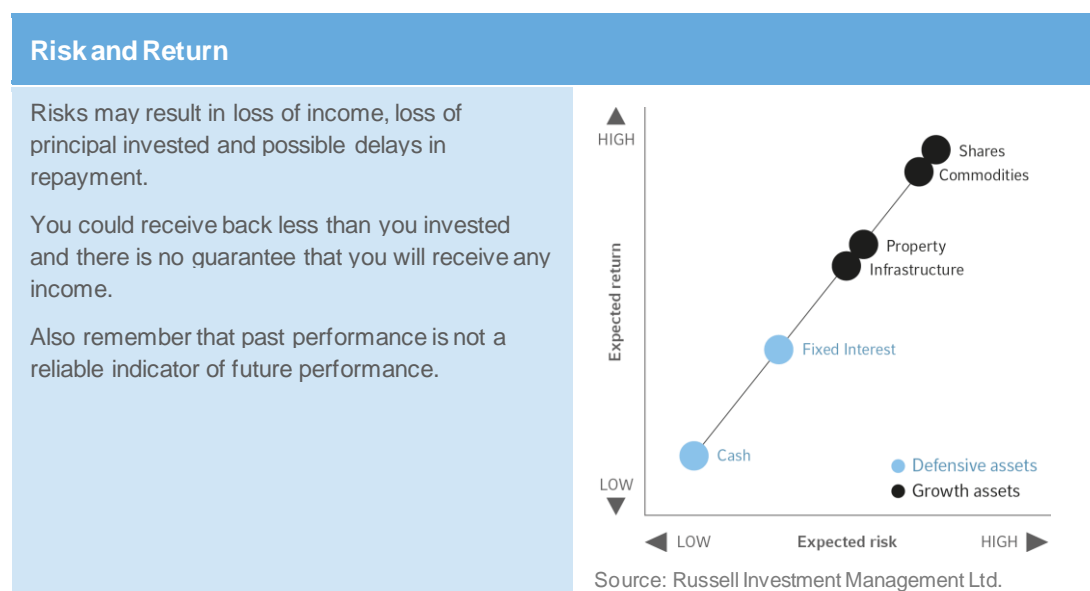 Risk and Return
Risks may result in loss of income, loss of
principal invested and possible delays in
repayment.
You could receive back less than you invested
and there is no guarantee that you will receive any
income.
Also remember that past performance is not a
reliable indicator of future performance.
HIGH
Expected return
LOW
Shares
Commodities
Property
Infrastructure
Fixed Interest
Cash
Defensive assets
Growth assets
LOW Expected risk HIGH
Source: Russell Investment Management Ltd.